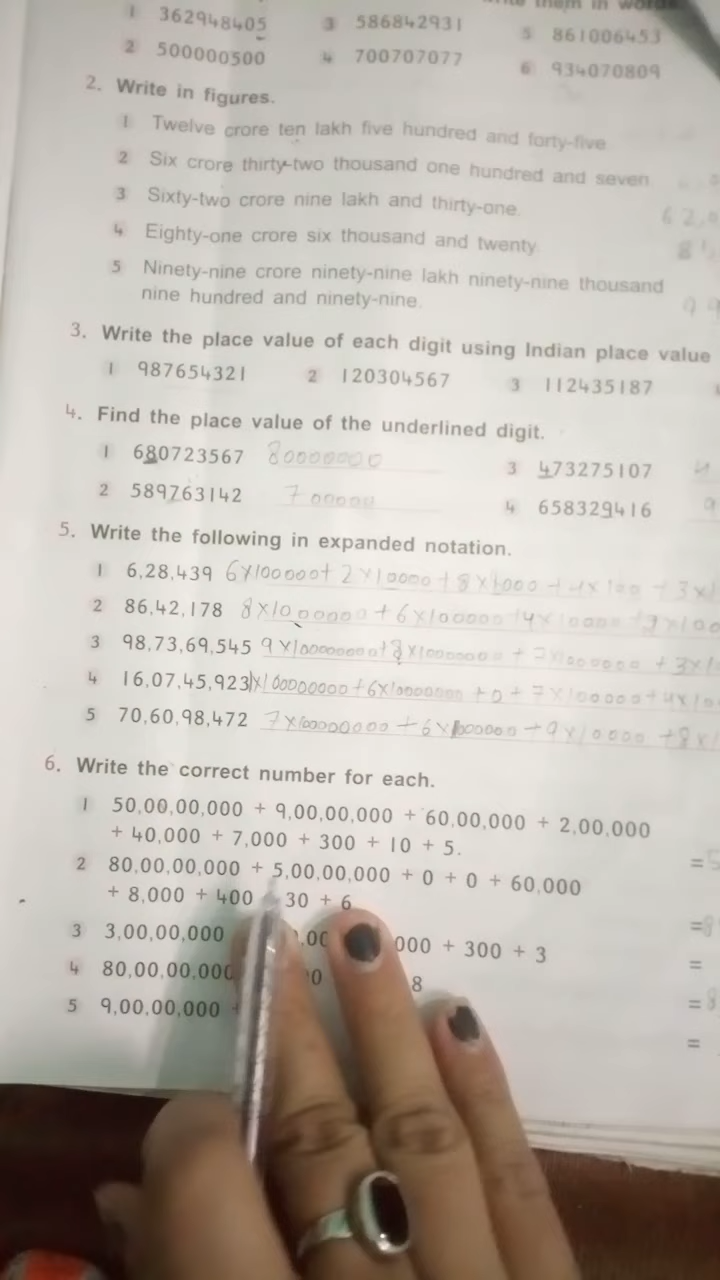 them in words
1 362948405 3 586842931 5 861006453
2 500000500 4 700707077 6 934070809
2. Write in figures.
1 Twelve crore ten lakh five hundred and forty-five
2 Six crore thirty-two thousand one hundred and seven
3 Sixty-two crore nine lakh and thirty-one.
4 Eighty-one crore six thousand and twenty
5 Ninety-nine crore ninety-nine lakh ninety-nine thousand
nine hundred and ninety-nine.
3. Write the place value of each digit using Indian place value
1 987654321 2 120304567 3 112435187
4. Find the place value of the underlined digit.
1 680723567 80000000 3 473275107
2 589763142 700000 4 658329416
5. Write the following in expanded notation.
1 6,28,439 6×100000+ 2×10000 + 8×1000 + 4×100 + 3×1
2 86,42,178 8×1000000 + 6×100000 +4×10000
3 98,73,69,545
4 16,07,45,923 1×100000000+6×10000000 +0+ 7×100000+4×10
5 70,60,98,472 7×100000000 + 6×100000 +9×10000 +8×1
6. Write the correct number for each.
1 50,00,00,000 + 9,00,00,000 + 60,00,000 + 2,00,000
+ 40,000 + 7,000 + 300 + 10 + 5. =
2 80,00,00,000 + 5,00,00,000 + 0 + 0 + 60,000
+ 8,000 + 400 30 + 6 =8
3 3,00,00,000 000 + 300 + 3 =
4 80,00,00,000 8 =8
5 9,00,00,000 + =